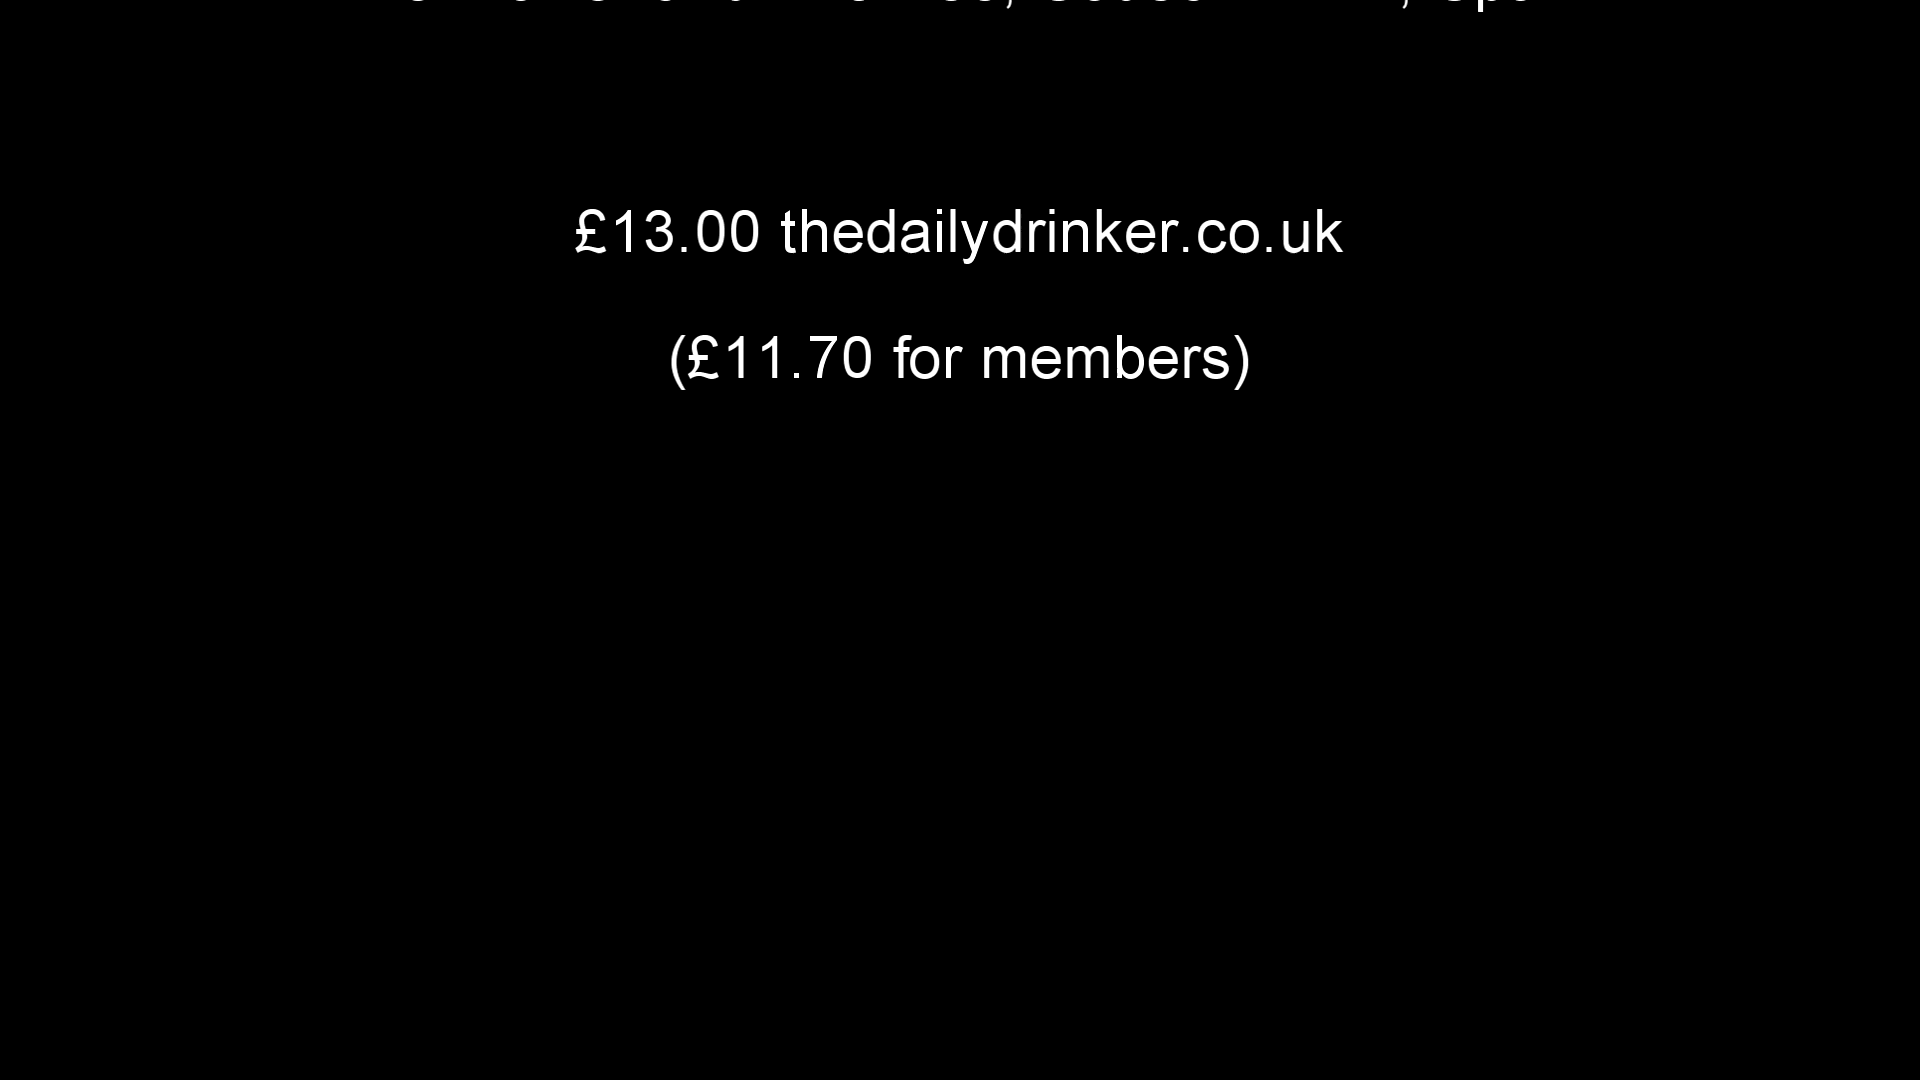 £13.00 thedailydrinker.co.uk
(£11.70 for members)